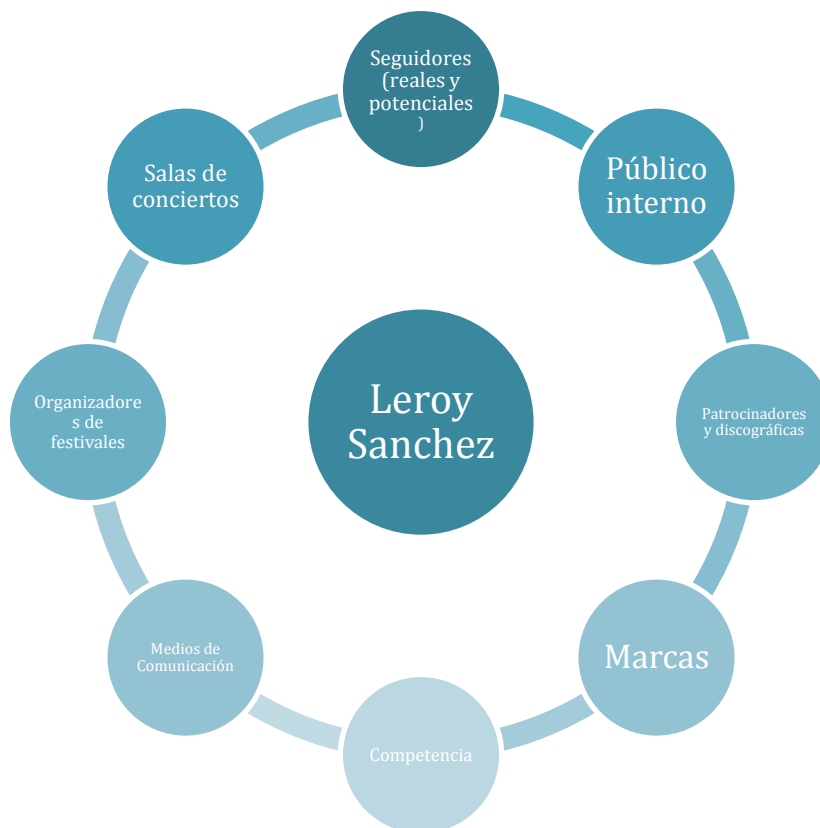 Seguidores
(reales y
potenciales
)
Público
interno
Patrocinadores
y discográficas
Marcas
Competencia
Medios de
Comunicación
Organizadore
s de
festivales
Salas de
conciertos
Leroy
Sanchez